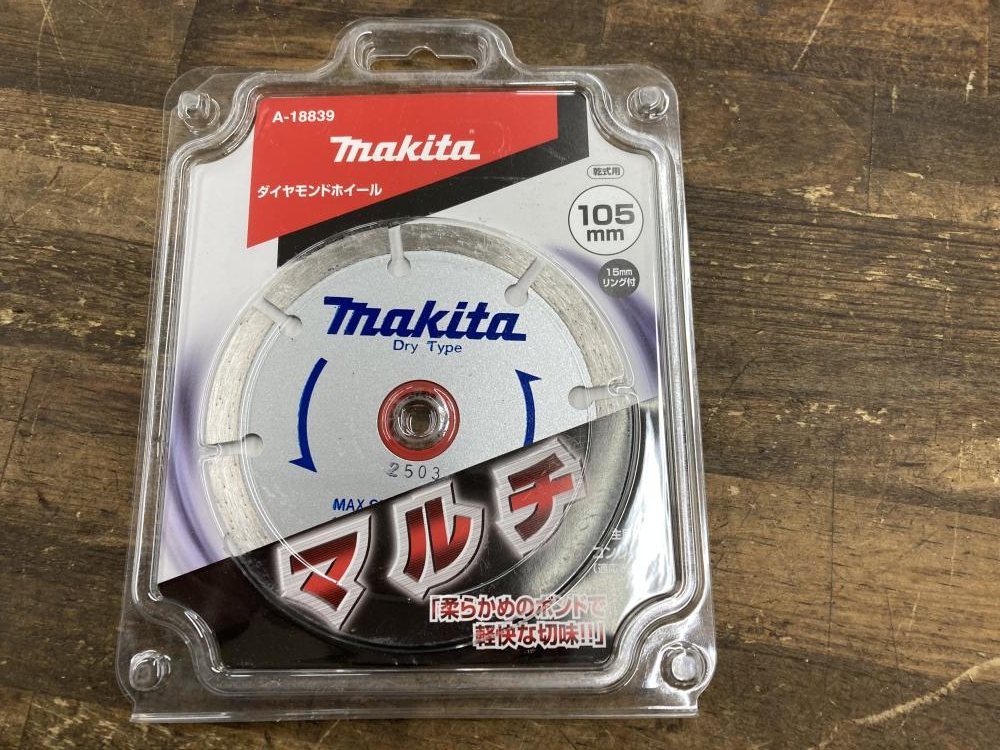 A-18839
makita
ダイヤモンドホイール
乾式用
105
mm
15mm
リング付
makita
Dry Type
2503
MAX
マルチ
「柔らかめのボンドで
軽快な切味!!」